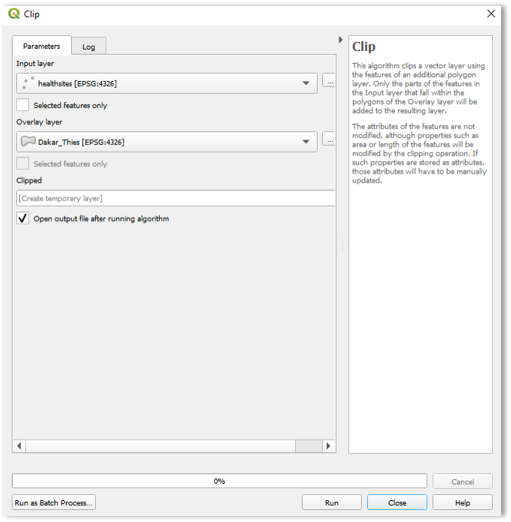 Clip
Parameters
Log
Input layer
healthsites [EPSG:4326]
...
Selected features only
Overlay layer
Dakar_Thies [EPSG:4326]
...
Selected features only
Clipped
[Create temporary layer]
Open output file after running algorithm
Clip
This algorithm clips a vector layer using
the features of an additional polygon
layer. Only the parts of the features in
the Input layer that fall within the
polygons of the Overlay layer will be
added to the resulting layer.
The attributes of the features are not
modified, although properties such as
area or length of the features will be
modified by the clipping operation. If
such properties are stored as attributes,
those attributes will have to be manually
updated.
0%
Cancel
Run as Batch Process...
Run
Close
Help